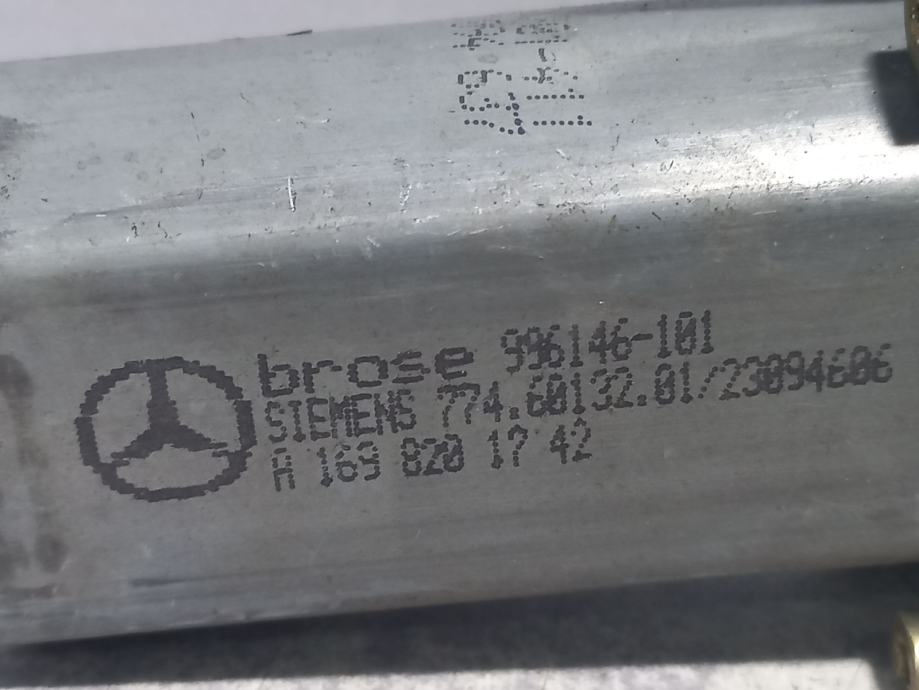 brose 996146-101
SIEMENS 774.60132.01/23094606
A 169 820 17 42